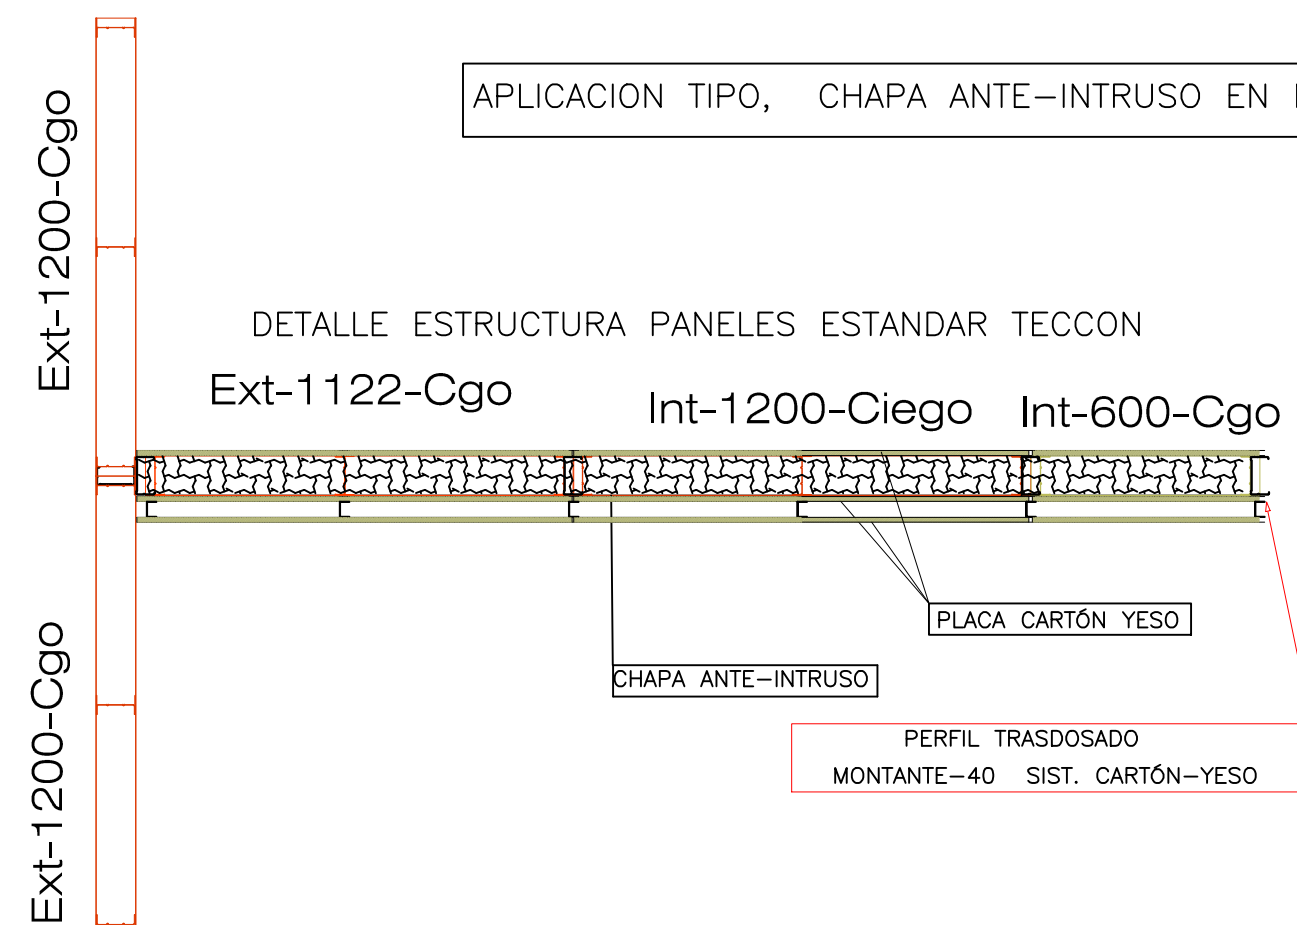 APLICACION TIPO, CHAPA ANTE-INTRUSO EN
Ext-1200-Cgo
DETALLE ESTRUCTURA PANELES ESTANDAR TECCON
Ext-1122-Cgo
Int-1200-Ciego
Int-600-Cgo
PLACA CARTÓN YESO
CHAPA ANTE-INTRUSO
Ext-1200-Cgo
PERFIL TRASDOSADO
MONTANTE-40 SIST. CARTÓN-YESO